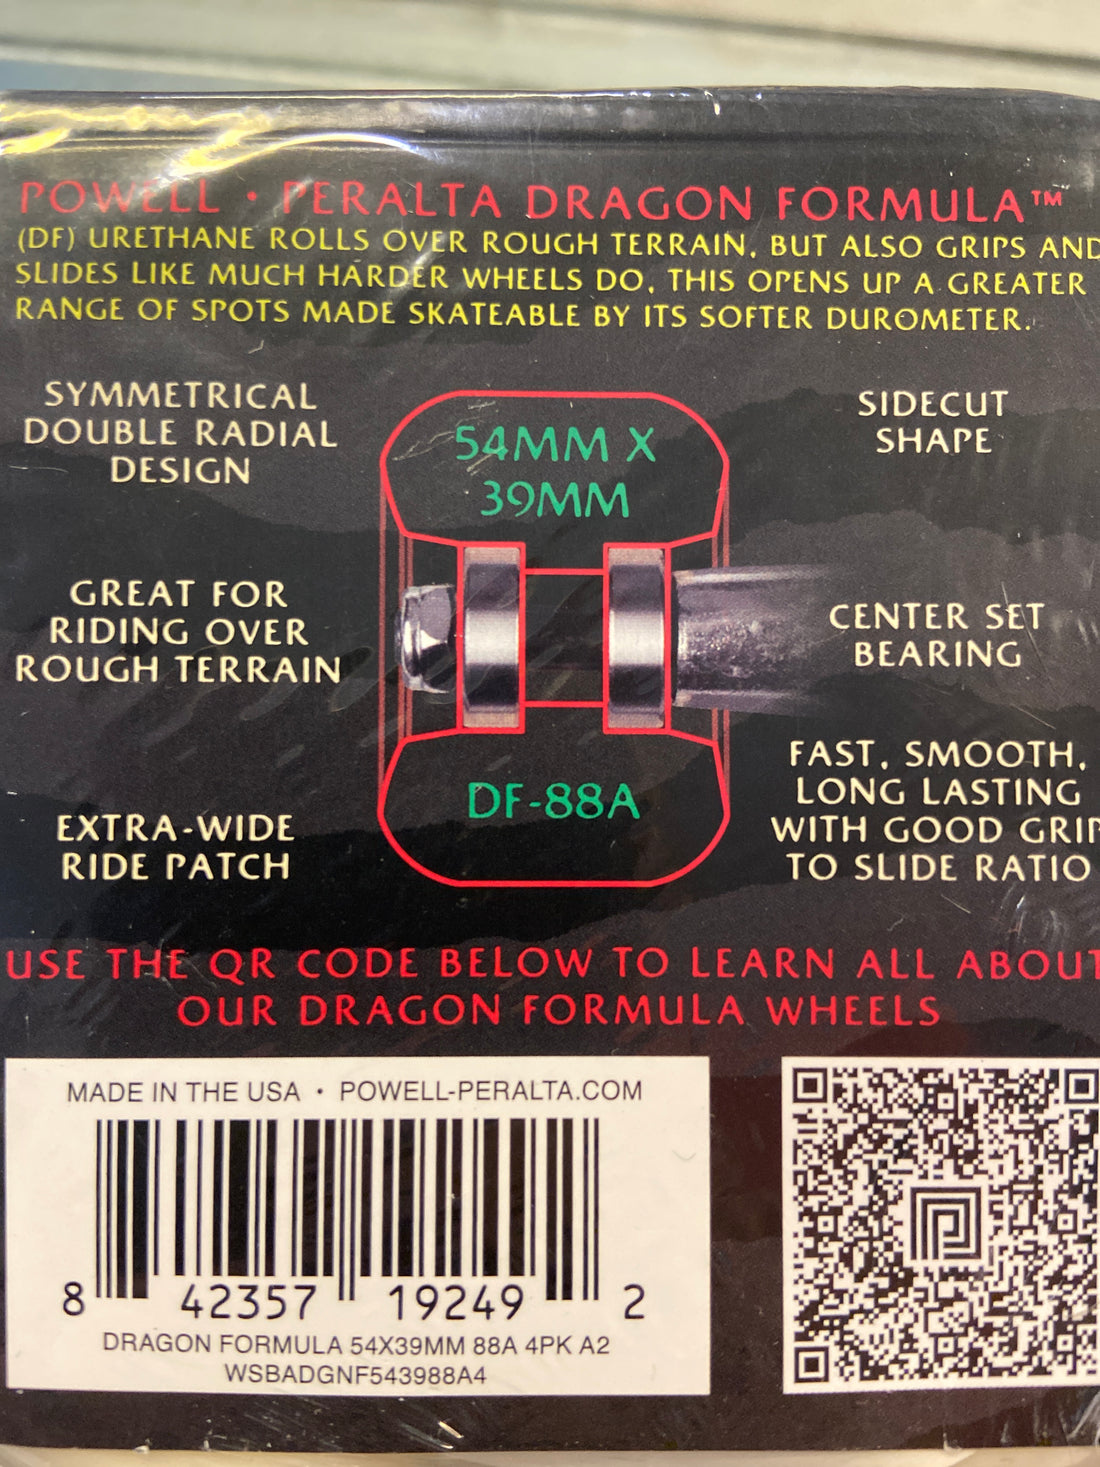 POWELL · PERALTA DRAGON FORMULA™
(DF) URETHANE ROLLS OVER ROUGH TERRAIN, BUT ALSO GRIPS AND
SLIDES LIKE MUCH HARDER WHEELS DO, THIS OPENS UP A GREATER
RANGE OF SPOTS MADE SKATEABLE BY ITS SOFTER DUROMETER.
SYMMETRICAL
DOUBLE RADIAL
DESIGN
54MM X
39MM
SIDECUT
SHAPE
GREAT FOR
RIDING OVER
ROUGH TERRAIN
CENTER SET
BEARING
EXTRA-WIDE
RIDE PATCH
DF-88A
FAST, SMOOTH,
LONG LASTING
WITH GOOD GRIP
TO SLIDE RATIO
USE THE QR CODE BELOW TO LEARN ALL ABOUT
OUR DRAGON FORMULA WHEELS
MADE IN THE USA · POWELL-PERALTA.COM
8 42357 19249 2
DRAGON FORMULA 54X39MM 88A 4PK A2
WSBADGNF543988A4